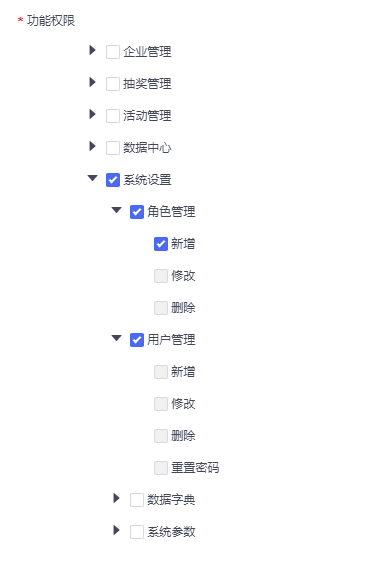 * 功能权限
企业管理
抽奖管理
活动管理
数据中心
系统设置
角色管理
新增
修改
删除
用户管理
新增
修改
删除
重置密码
数据字典
系统参数